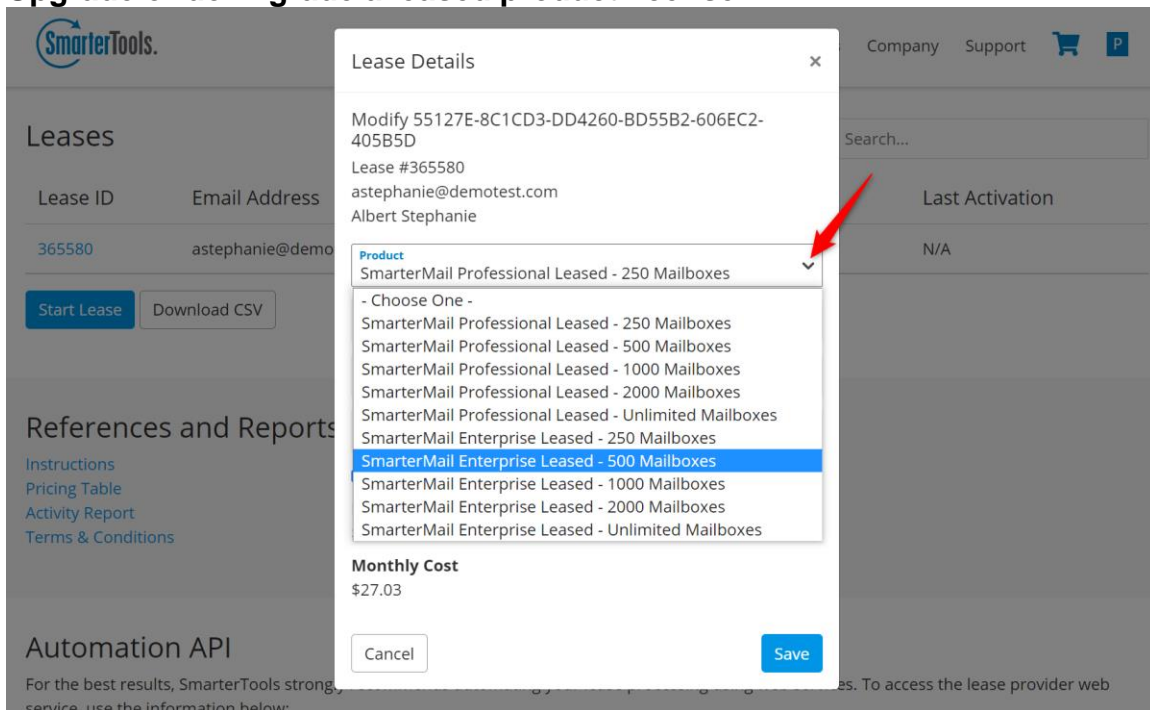 SmarterTools.
Company Support P
Lease Details ×
Modify 55127E-8C1CD3-DD4260-BD55B2-606EC2-
405B5D
Lease #365580
astephanie@demotest.com
Albert Stephanie
Leases
Search...
Lease ID Email Address Last Activation
365580 astephanie@demo N/A
Start Lease Download CSV
Product
SmarterMail Professional Leased - 250 Mailboxes
- Choose One -
SmarterMail Professional Leased - 250 Mailboxes
SmarterMail Professional Leased - 500 Mailboxes
SmarterMail Professional Leased - 1000 Mailboxes
SmarterMail Professional Leased - 2000 Mailboxes
SmarterMail Professional Leased - Unlimited Mailboxes
SmarterMail Enterprise Leased - 250 Mailboxes
SmarterMail Enterprise Leased - 500 Mailboxes
SmarterMail Enterprise Leased - 1000 Mailboxes
SmarterMail Enterprise Leased - 2000 Mailboxes
SmarterMail Enterprise Leased - Unlimited Mailboxes
Monthly Cost
$27.03
Cancel Save
References and Reports
Instructions
Pricing Table
Activity Report
Terms & Conditions
Automation API
For the best results, SmarterTools To access the lease provider web
service, use the information below: